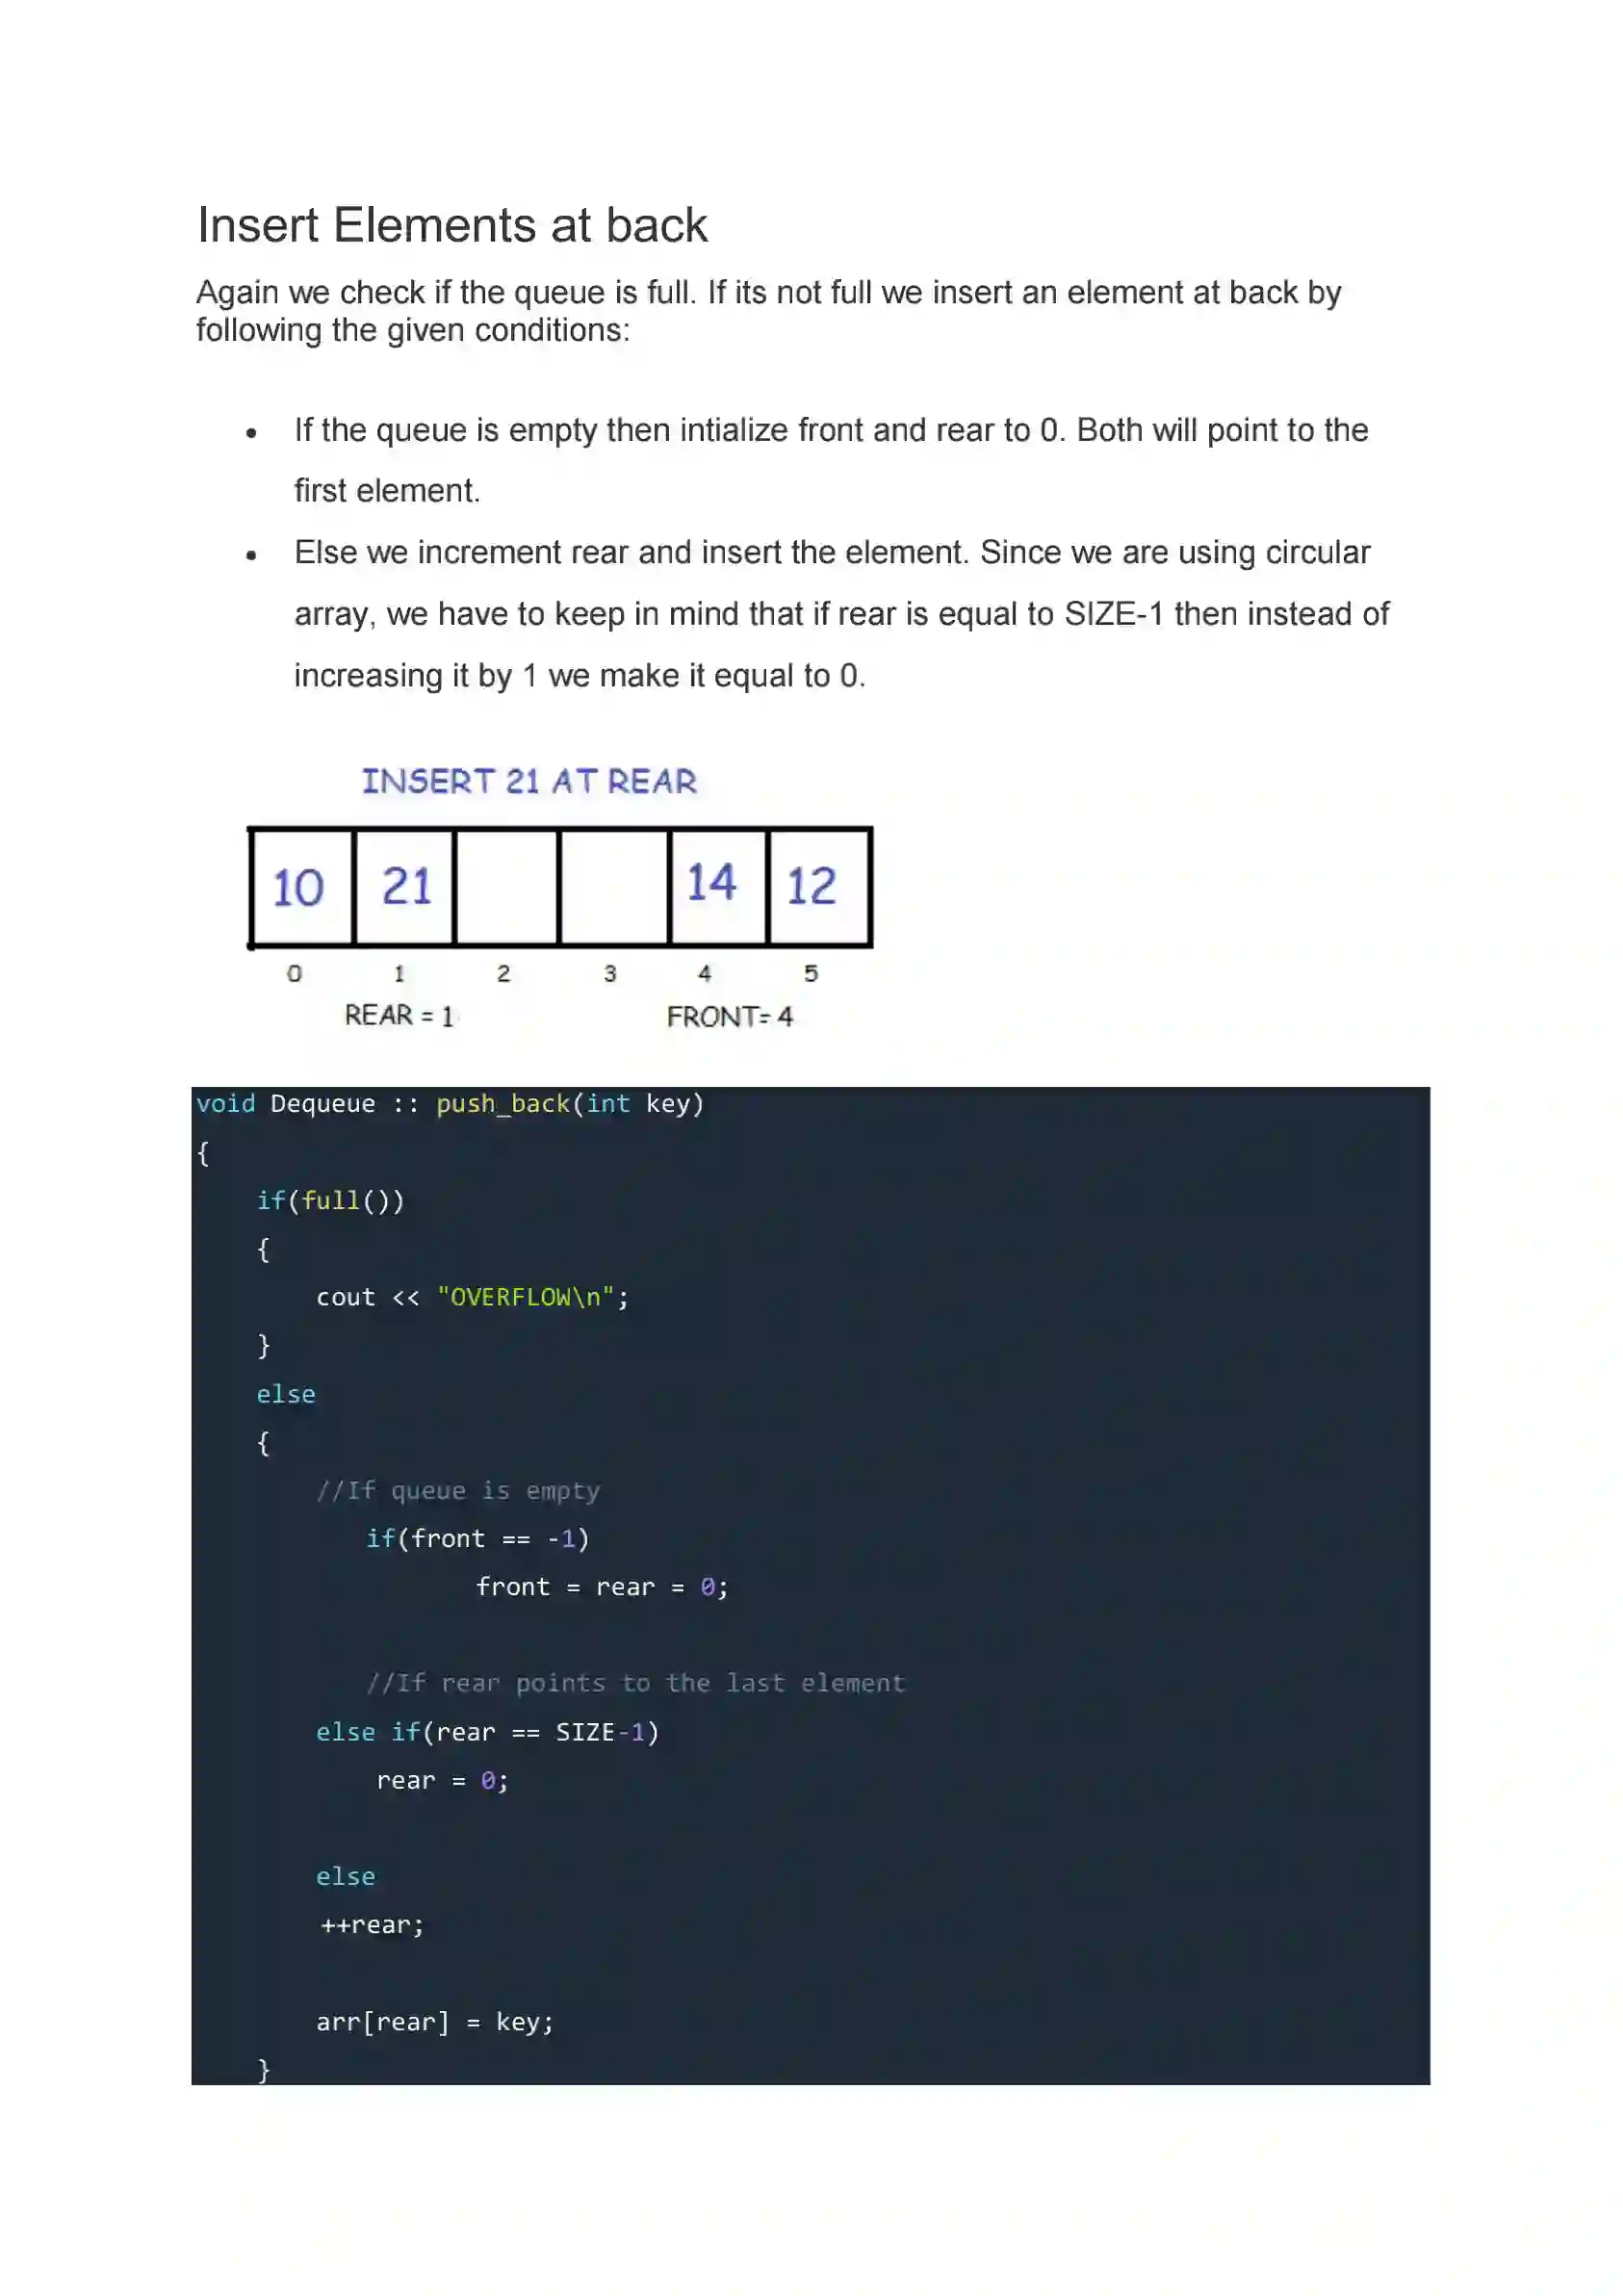 Insert Elements at back
Again we check if the queue is full. If its not full we insert an element at back by
following the given conditions:
• If the queue is empty then intialize front and rear to 0. Both will point to the
first element.
• Else we increment rear and insert the element. Since we are using circular
array, we have to keep in mind that if rear is equal to SIZE-1 then instead of
increasing it by 1 we make it equal to 0.
INSERT 21 AT REAR
10 21 14 12
0 1 2 3 4 5
REAR = 1 FRONT= 4
void Dequeue :: push_back(int key)
{
    if(full())
    {
        cout << "OVERFLOW\n";
    }
    else
    {
        //If queue is empty
           if(front == -1)
                  front = rear = 0;
           //If rear points to the last element
        else if(rear == SIZE-1)
            rear = 0;
        else
        ++rear;
        arr[rear] = key;
    }